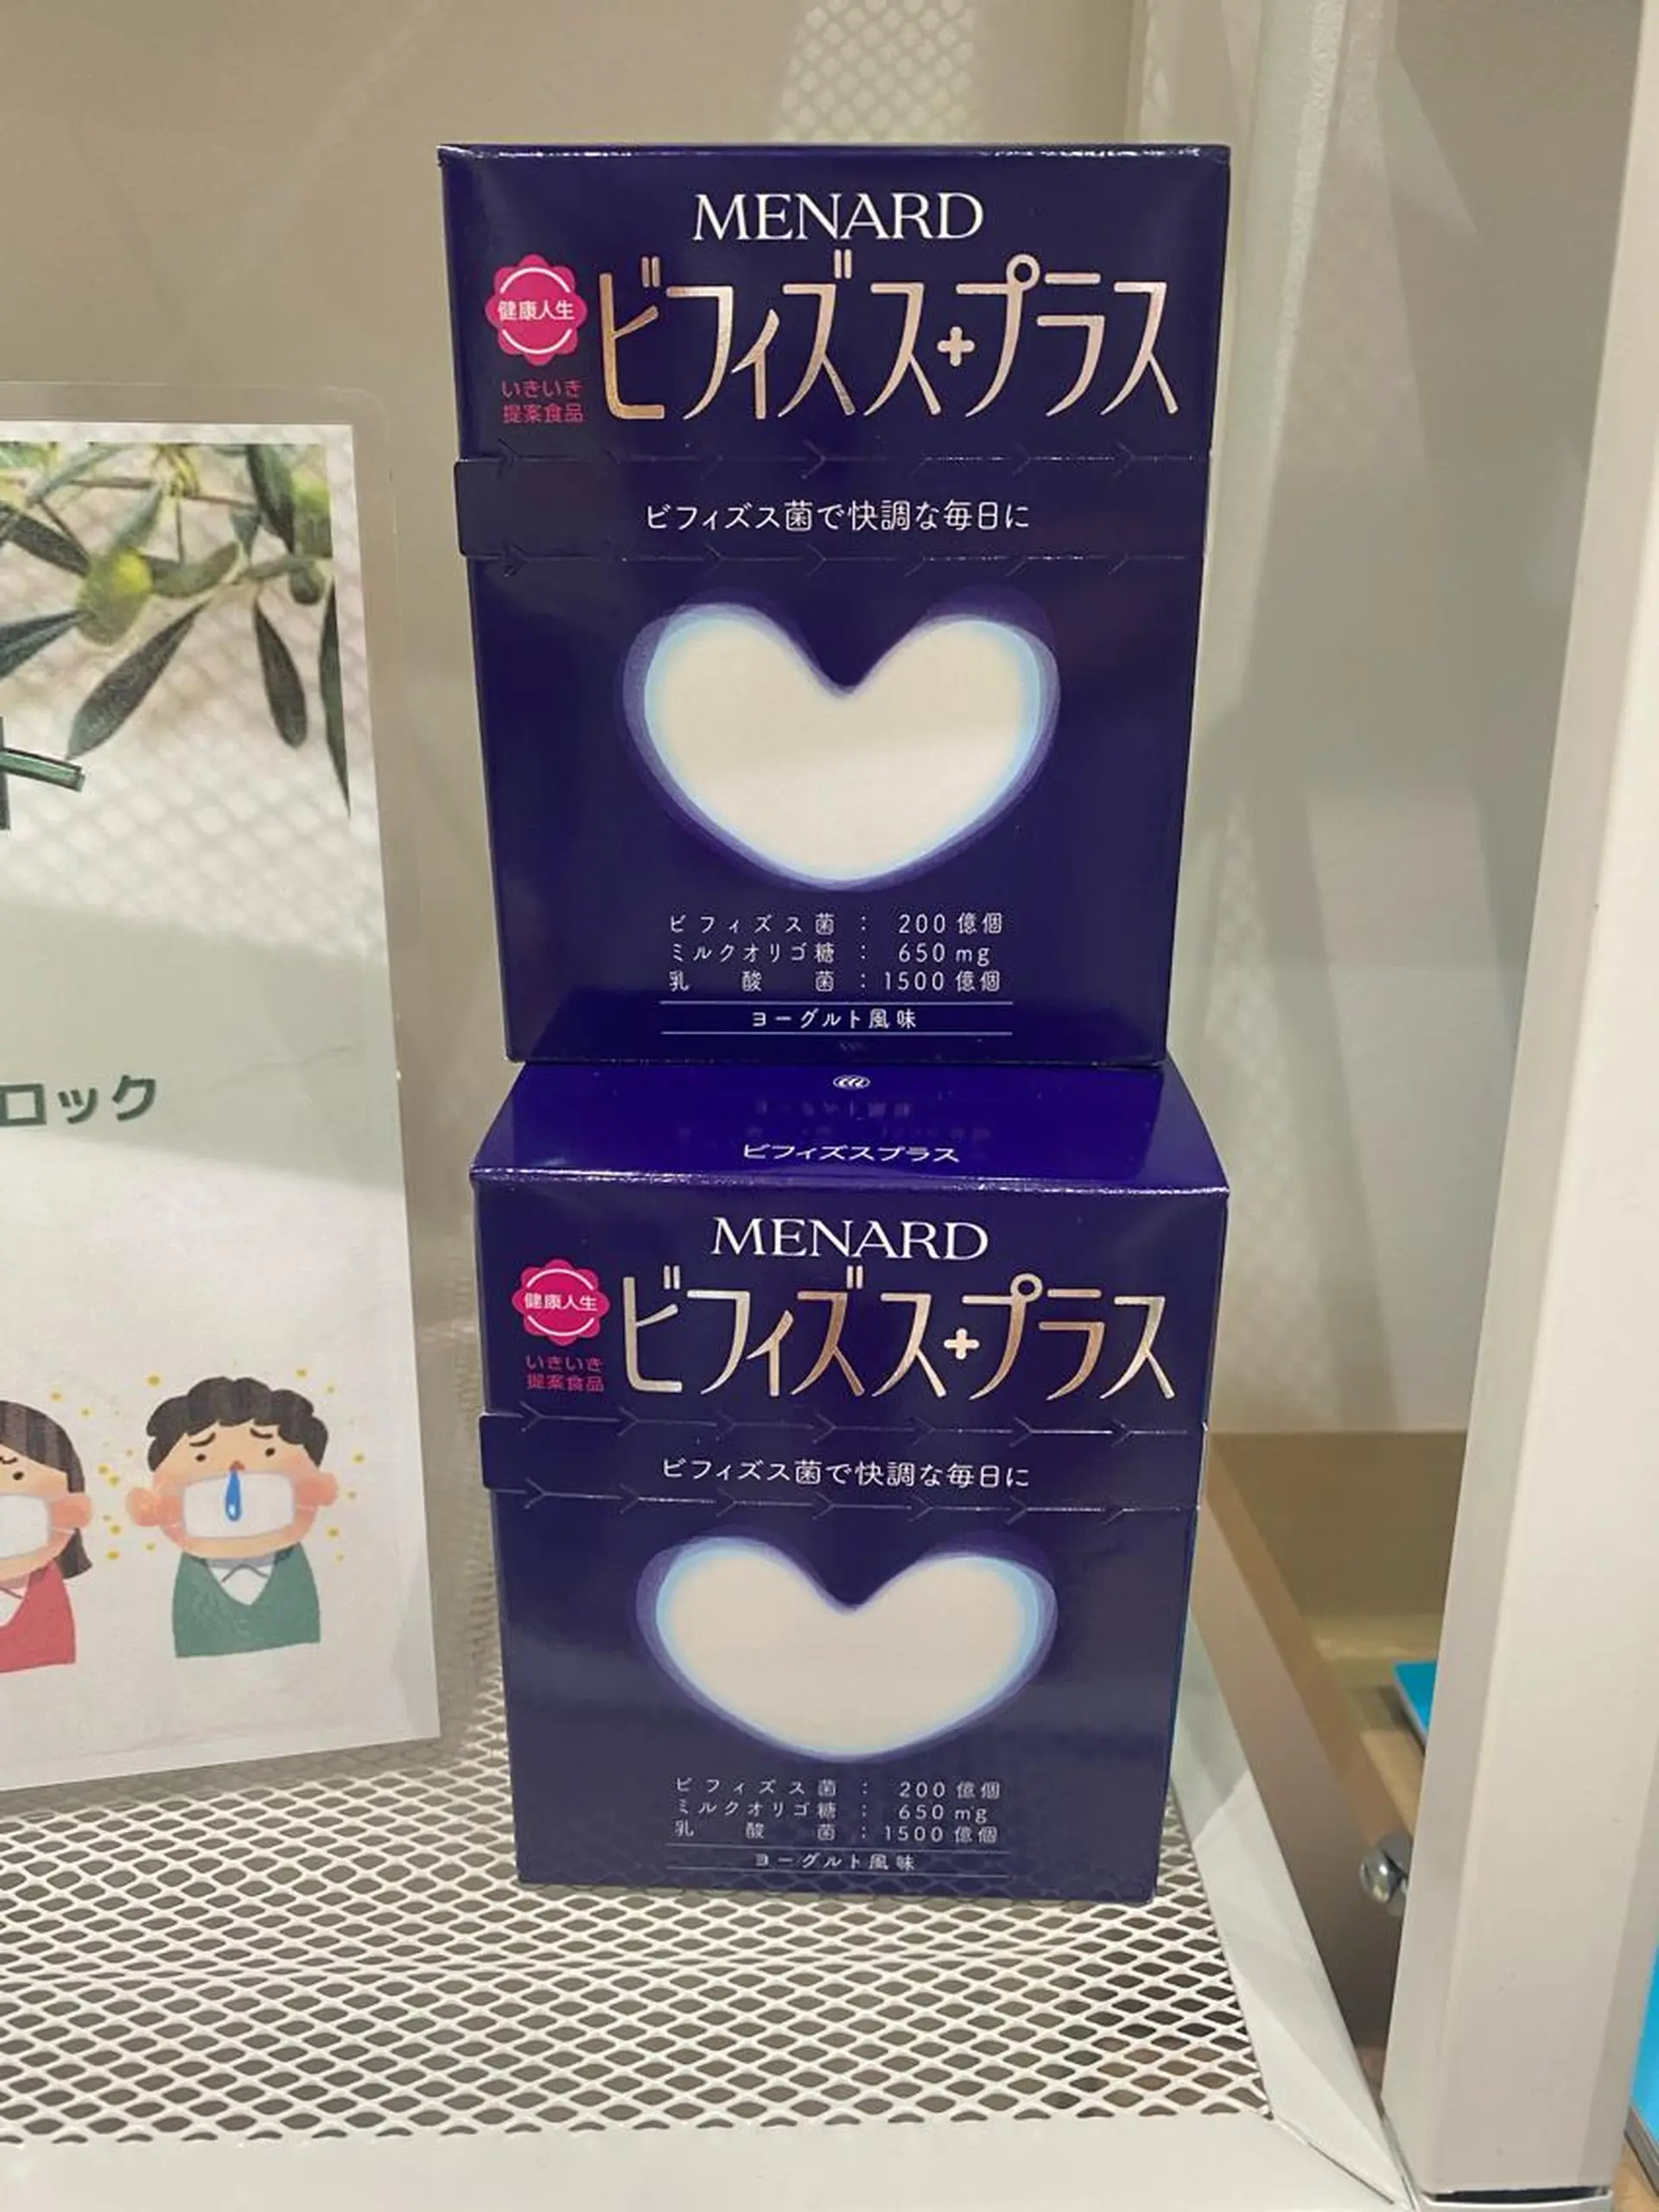 MENARD
健康人生
ビフィズス+プラス
いきいき
提案食品
ビフィズス菌で快調な毎日に
ビフィズス菌 : 200億個
ミルクオリゴ糖 : 650mg
乳酸菌 : 1500億個
ヨーグルト風味
ビフィズスプラス
MENARD
健康人生
ビフィズス+プラス
いきいき
提案食品
ビフィズス菌で快調な毎日に
ビフィズス菌 : 200億個
ミルクオリゴ糖 : 650mg
乳酸菌 : 1500億個
ヨーグルト風味
ロック